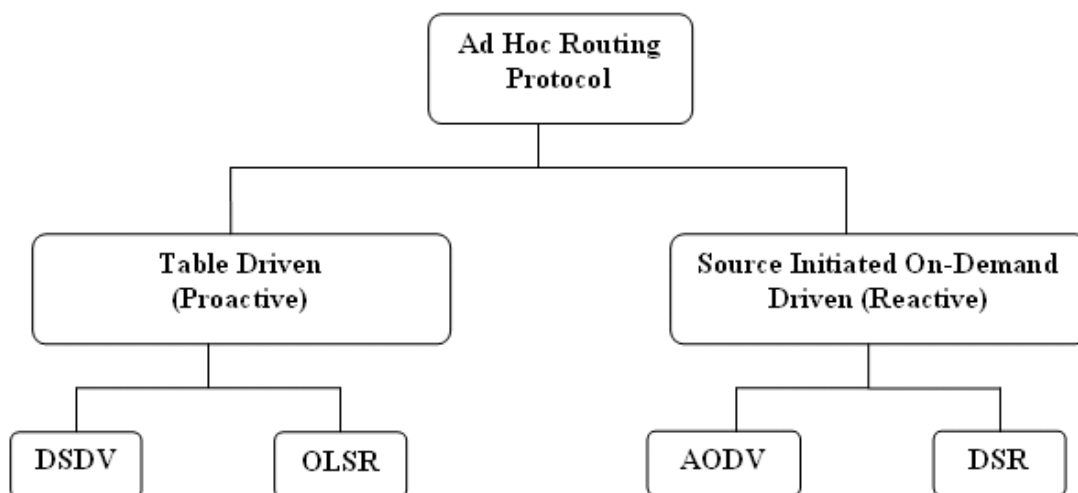 Ad Hoc Routing
Protocol
Table Driven
(Proactive)
Source Initiated On-Demand
Driven (Reactive)
DSDV
OLSR
AODV
DSR